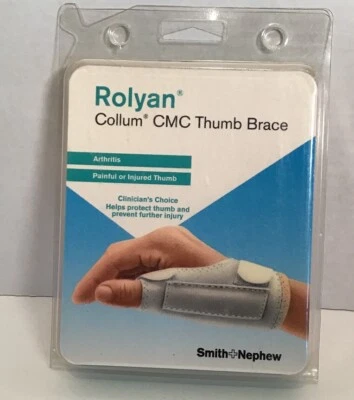 Rolyan®
Collum® CMC Thumb Brace
Arthritis
Painful or Injured Thumb
Clinician's Choice
Helps protect thumb and
prevent further injury
Smith+Nephew